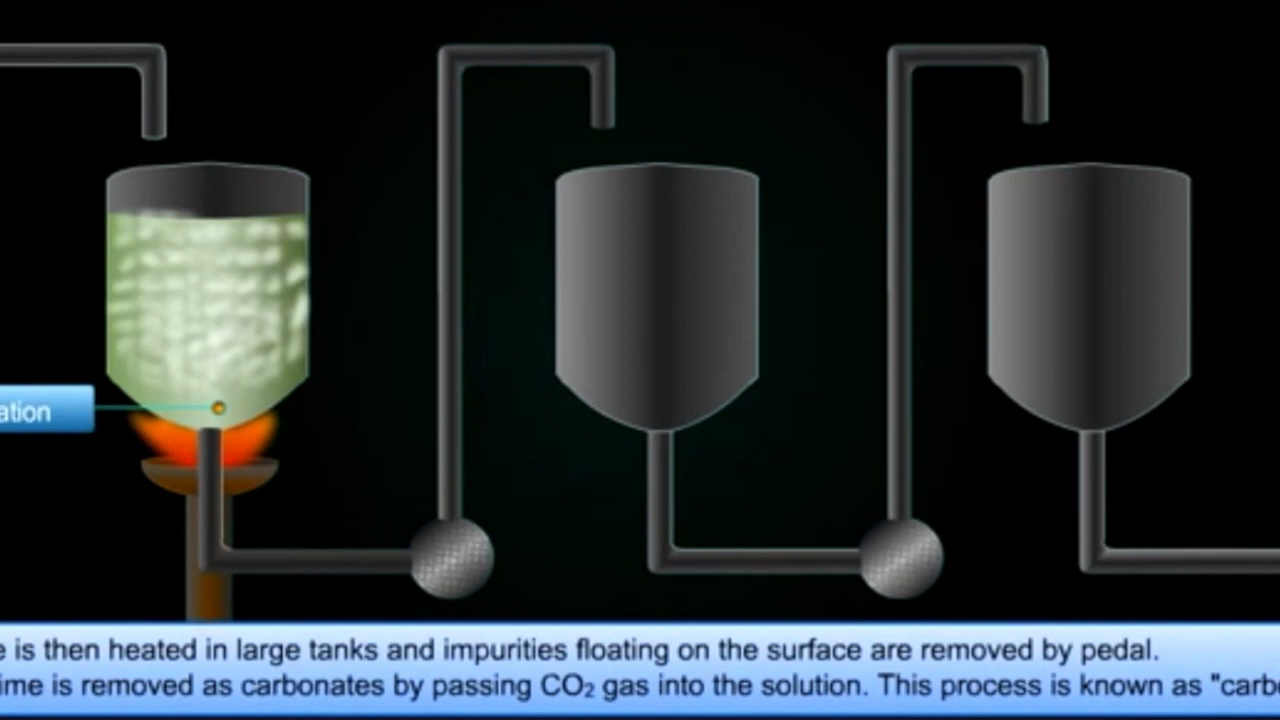 ation
e is then heated in large tanks and impurities floating on the surface are removed by pedal.
ime is removed as carbonates by passing CO₂ gas into the solution. This process is known as "carb